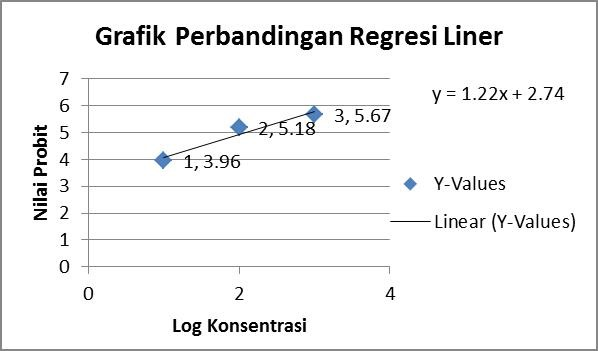 Grafik Perbandingan Regresi Liner
7
6
5
4
3
2
1
0
Nilai Probit
1, 3.96
2, 5.18
3, 5.67
0
2
4
Log Konsentrasi
y = 1.22x + 2.74
Y-Values
Linear (Y-Values)